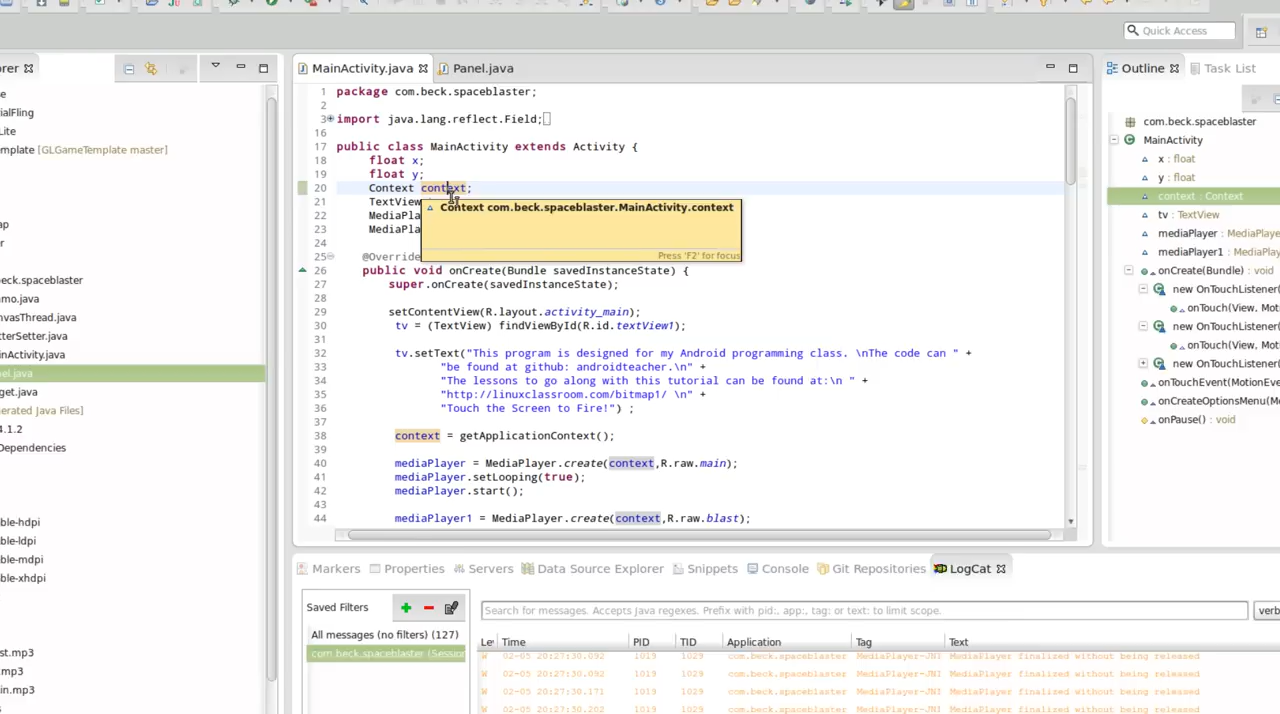 Quick Access
orer
e
rialFling
Lite
mplate [GLGameTemplate master]
ap
r
eck.spaceblaster
mo.java
nvasThread.java
tterSetter.java
inActivity.java
el.java
get.java
erated Java Files]
4.1.2
Dependencies
ble-hdpi
ble-ldpi
ble-mdpi
ble-xhdpi
st.mp3
mp3
in.mp3
MainActivity.java
Panel.java
1 package com.beck.spaceblaster;
2
3 import java.lang.reflect.Field;
16
17 public class MainActivity extends Activity {
18 float x;
19 float y;
20 Context context;
21 TextView
22 MediaPla
23 MediaPla
24
25 @Override
26 public void onCreate(Bundle savedInstanceState) {
27 super.onCreate(savedInstanceState);
28
29 setContentView(R.layout.activity_main);
30 tv = (TextView) findViewById(R.id.textView1);
31
32 tv.setText("This program is designed for my Android programming class. \nThe code can " +
33 "be found at github: androidteacher.\n" +
34 "The lessons to go along with this tutorial can be found at:\n " +
35 "http://linuxclassroom.com/bitmap1/ \n" +
36 "Touch the Screen to Fire!") ;
37
38 context = getApplicationContext();
39
40 mediaPlayer = MediaPlayer.create(context,R.raw.main);
41 mediaPlayer.setLooping(true);
42 mediaPlayer.start();
43
44 mediaPlayer1 = MediaPlayer.create(context,R.raw.blast);
Context com.beck.spaceblaster.MainActivity.context
Press 'F2' for focus
Outline
Task List
com.beck.spaceblaster
MainActivity
x : float
y : float
context : Context
tv : TextView
mediaPlayer : MediaPlaye
mediaPlayer1 : MediaPla
onCreate(Bundle) : void
new OnTouchListener(
onTouch(View, Mot
new OnTouchListener(
onTouch(View, Mot
new OnTouchListener(
onTouchEvent(MotionEve
onCreateOptionsMenu(M
onPause() : void
Markers
Properties
Servers
Data Source Explorer
Snippets
Console
Git Repositories
LogCat
Saved Filters
All messages (no filters) (127)
com.beck.spaceblaster (Session
Search for messages. Accepts Java regexes. Prefix with pid:, app:, tag: or text: to limit scope.
verb
Le Time PID TID Application Tag Text
W 02-05 20:27:30.092 1019 1029 com.beck.spaceblaster MediaPlayer-JNI MediaPlayer finalized without being released
W 02-05 20:27:30.092 1019 1029 com.beck.spaceblaster MediaPlayer-JNI MediaPlayer finalized without being released
W 02-05 20:27:30.171 1019 1029 com.beck.spaceblaster MediaPlayer-JNI MediaPlayer finalized without being released
W 02-05 20:27:30.202 1019 1029 com.beck.spaceblaster MediaPlayer-JNI MediaPlayer finalized without being released